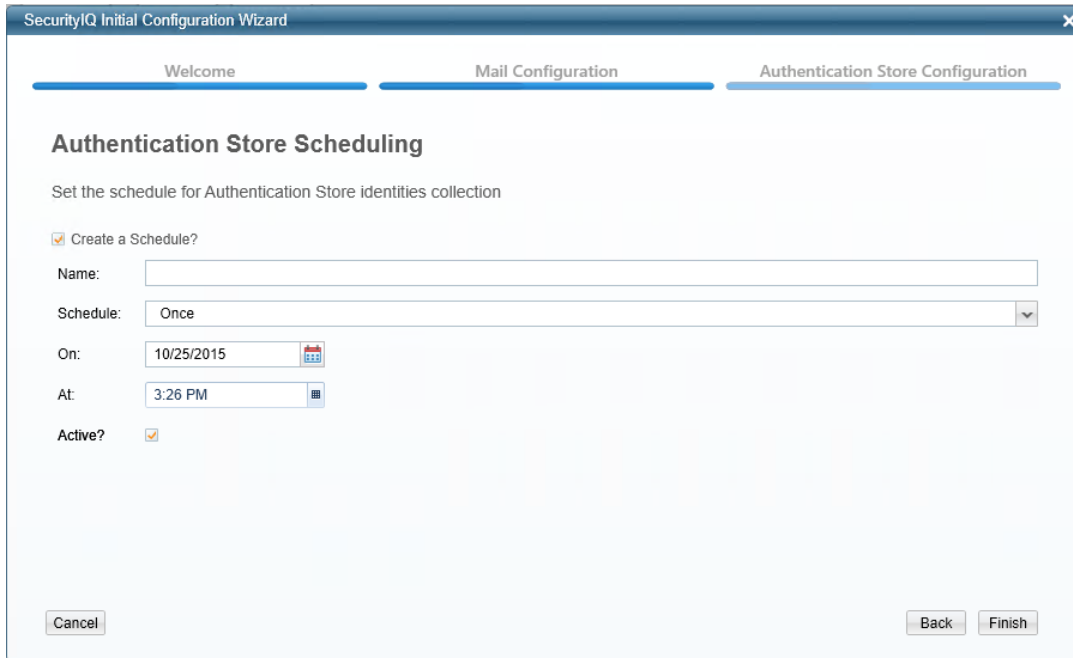 SecurityIQ Initial Configuration Wizard
Welcome
Mail Configuration
Authentication Store Configuration
Authentication Store Scheduling
Set the schedule for Authentication Store identities collection
Create a Schedule?
Name:
Schedule: Once
On: 10/25/2015
At: 3:26 PM
Active?
Cancel
Back
Finish